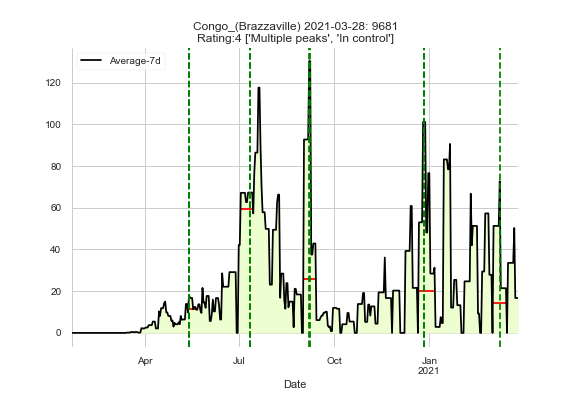 Congo_(Brazzaville) 2021-03-28: 9681
Rating:4 ['Multiple peaks', 'In control']
Average-7d
120
100
80
60
40
20
0
Apr
Jul
Oct
Jan
2021
Date